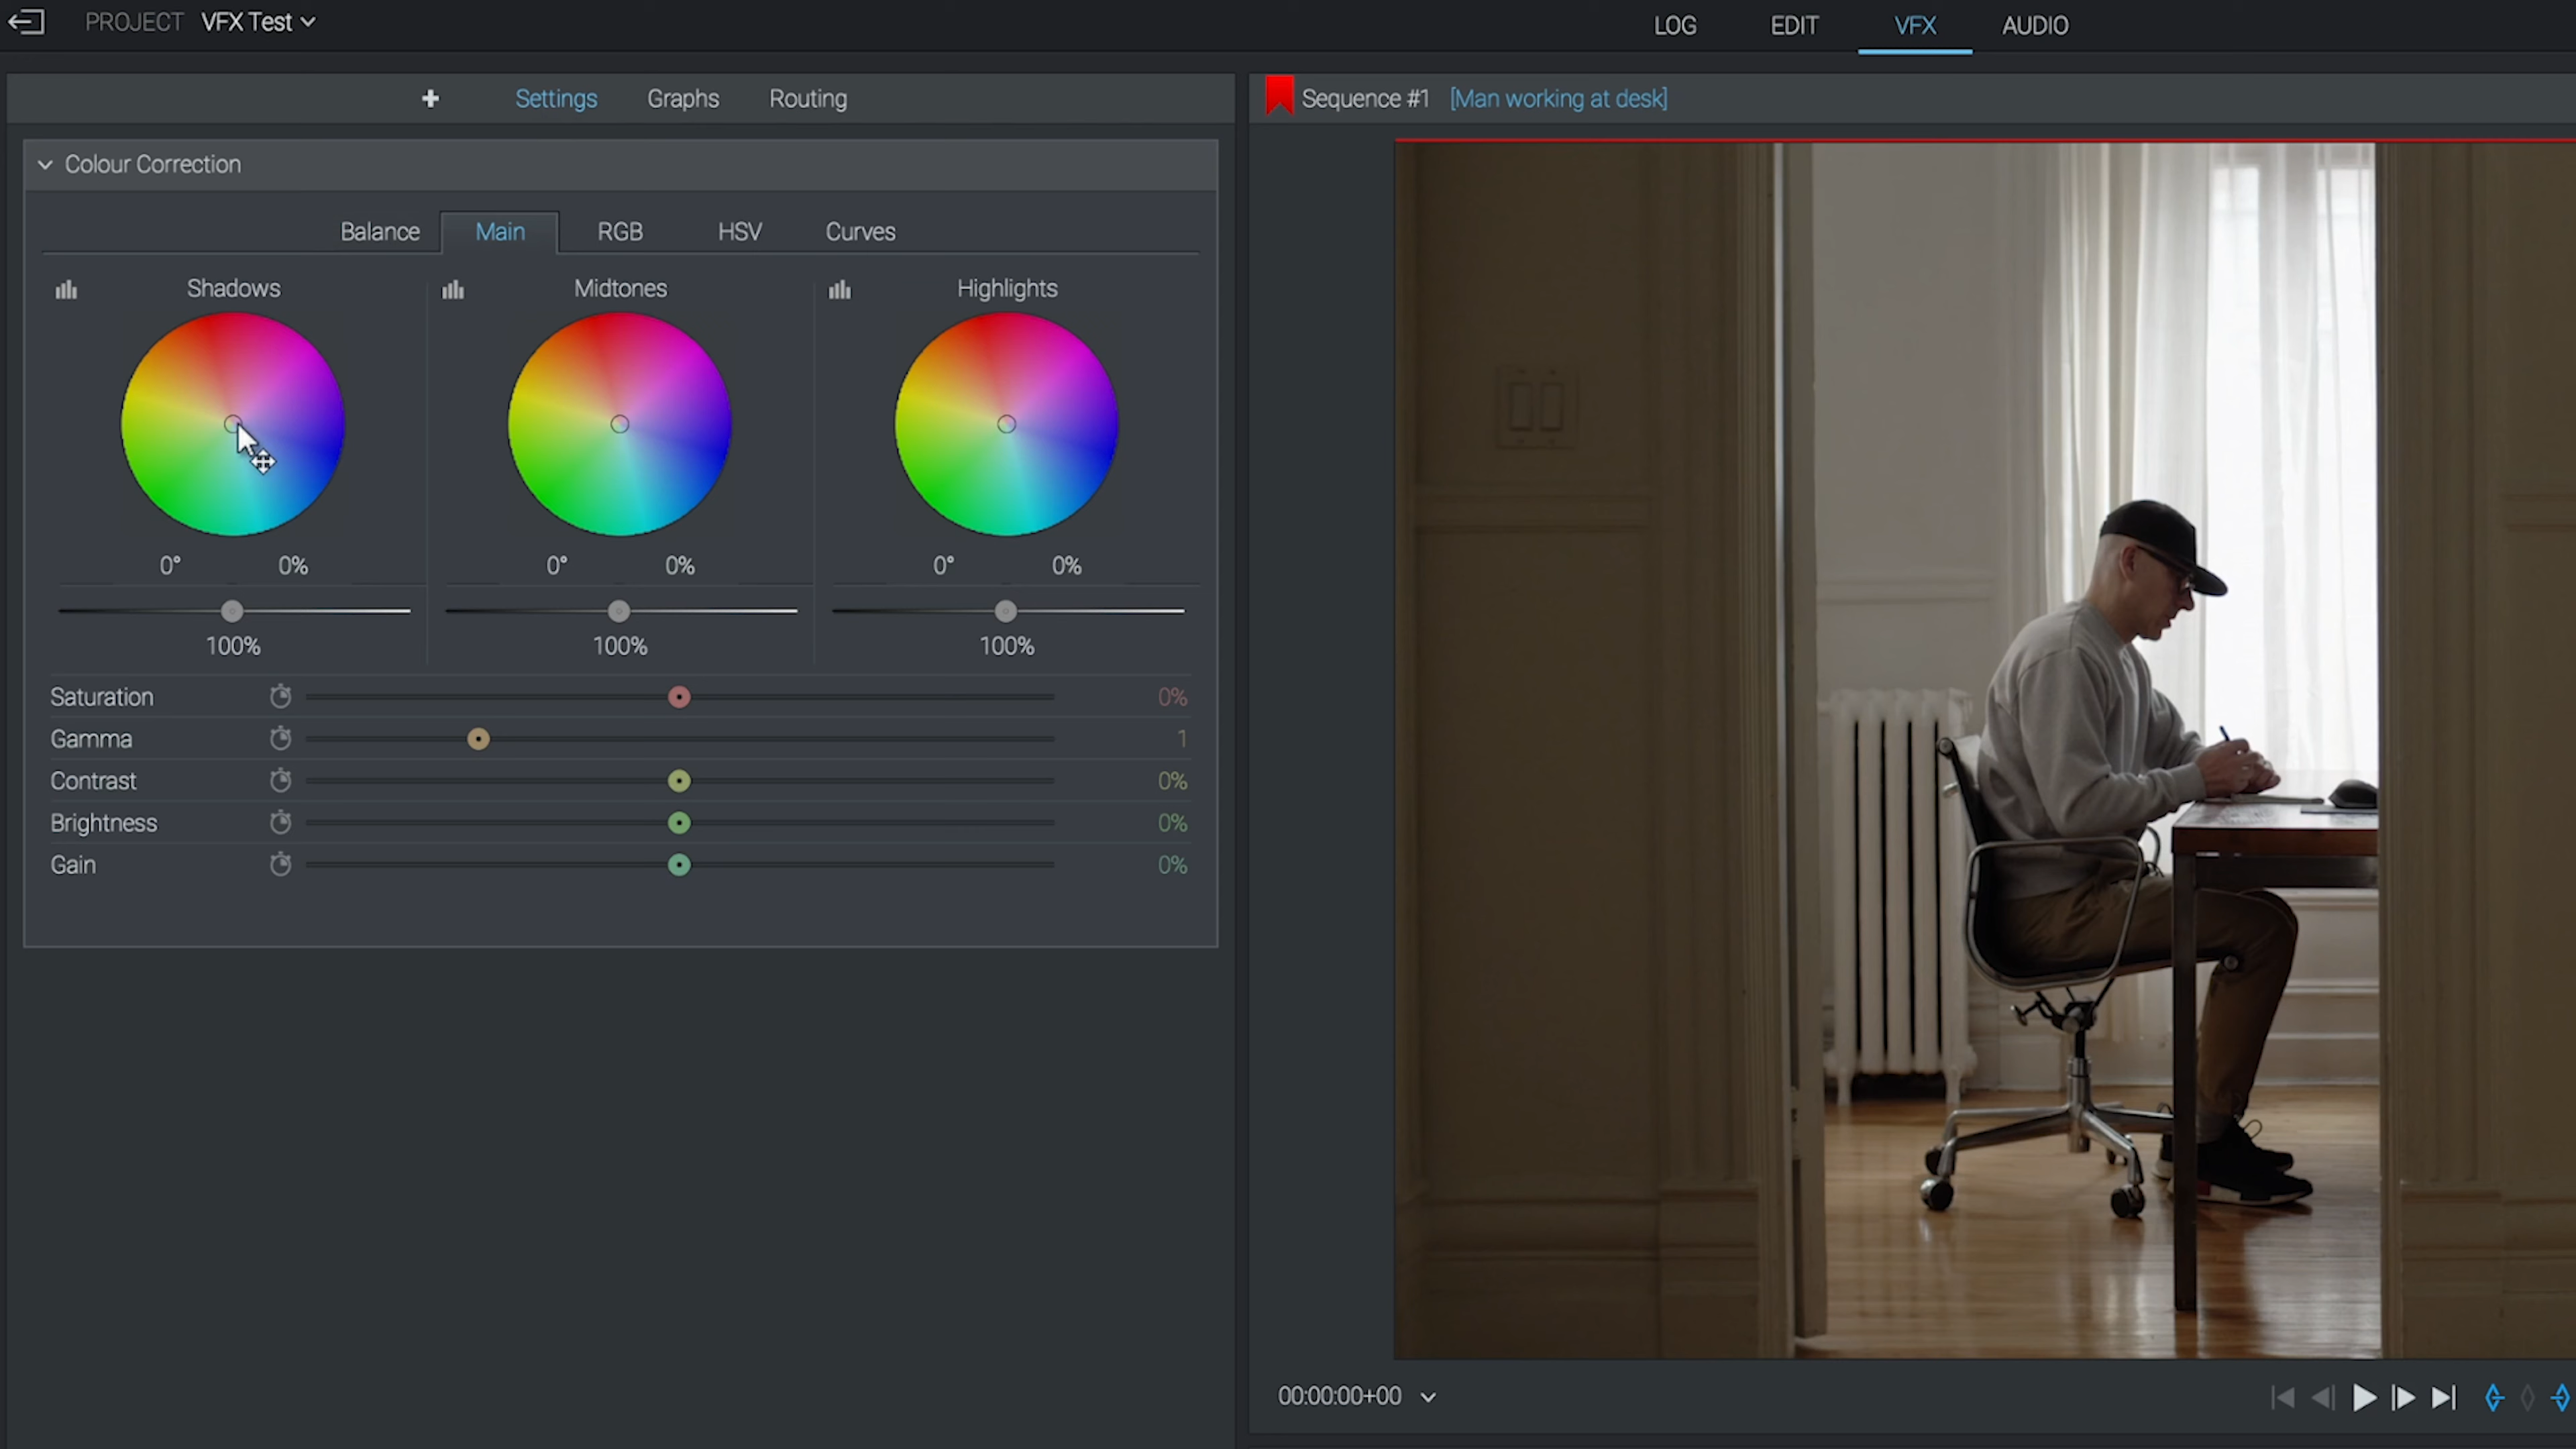 PROJECT VFX Test
LOG EDIT VFX AUDIO
Settings Graphs Routing
Sequence #1 [Man working at desk]
Colour Correction
Balance Main RGB HSV Curves
Shadows Midtones Highlights
0° 0% 0° 0% 0° 0%
100% 100% 100%
Saturation 0%
Gamma 1
Contrast 0%
Brightness 0%
Gain 0%
00:00:00+00